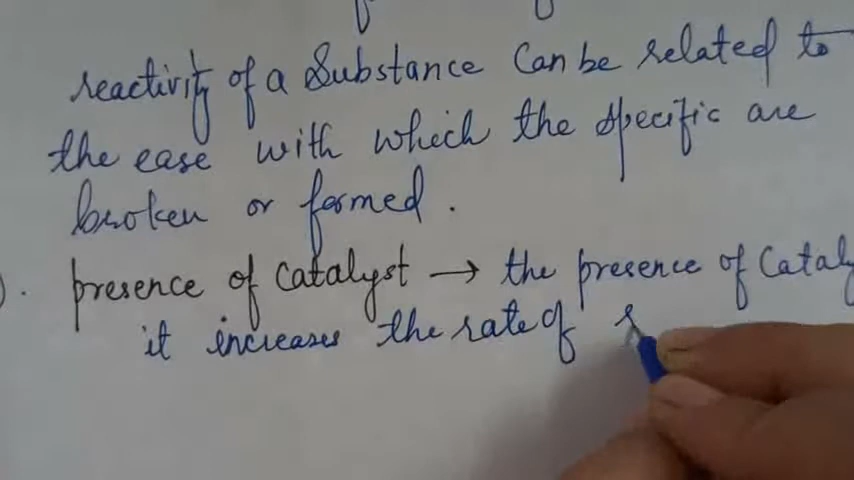 reactivity of a Substance Can be related to
the ease with which the specific are
broken or formed.
). presence of Catalyst → the presence of Cataly
it increases the rate of